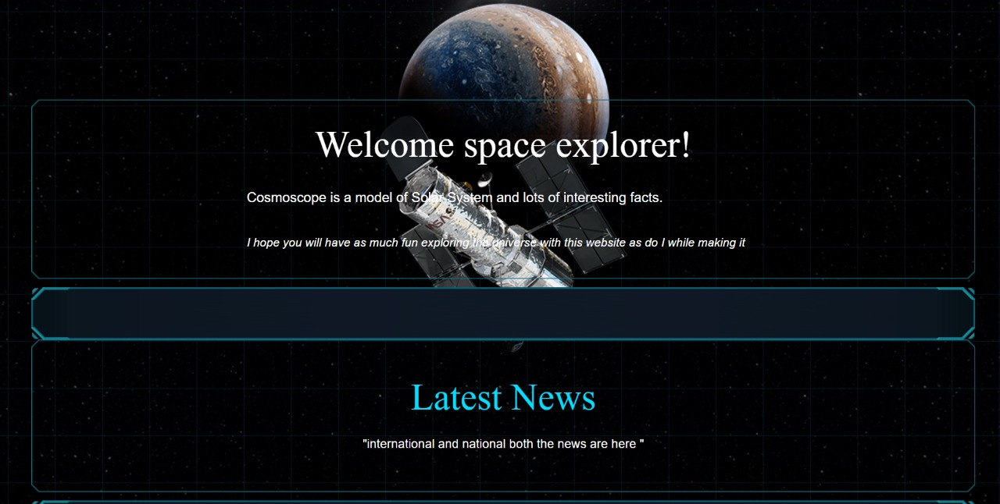 Welcome space explorer!
Cosmoscope is a model of Solar System and lots of interesting facts.
NASA
I hope you will have as much fun exploring the universe with this website as do I while making it
Latest News
"international and national both the news are here "